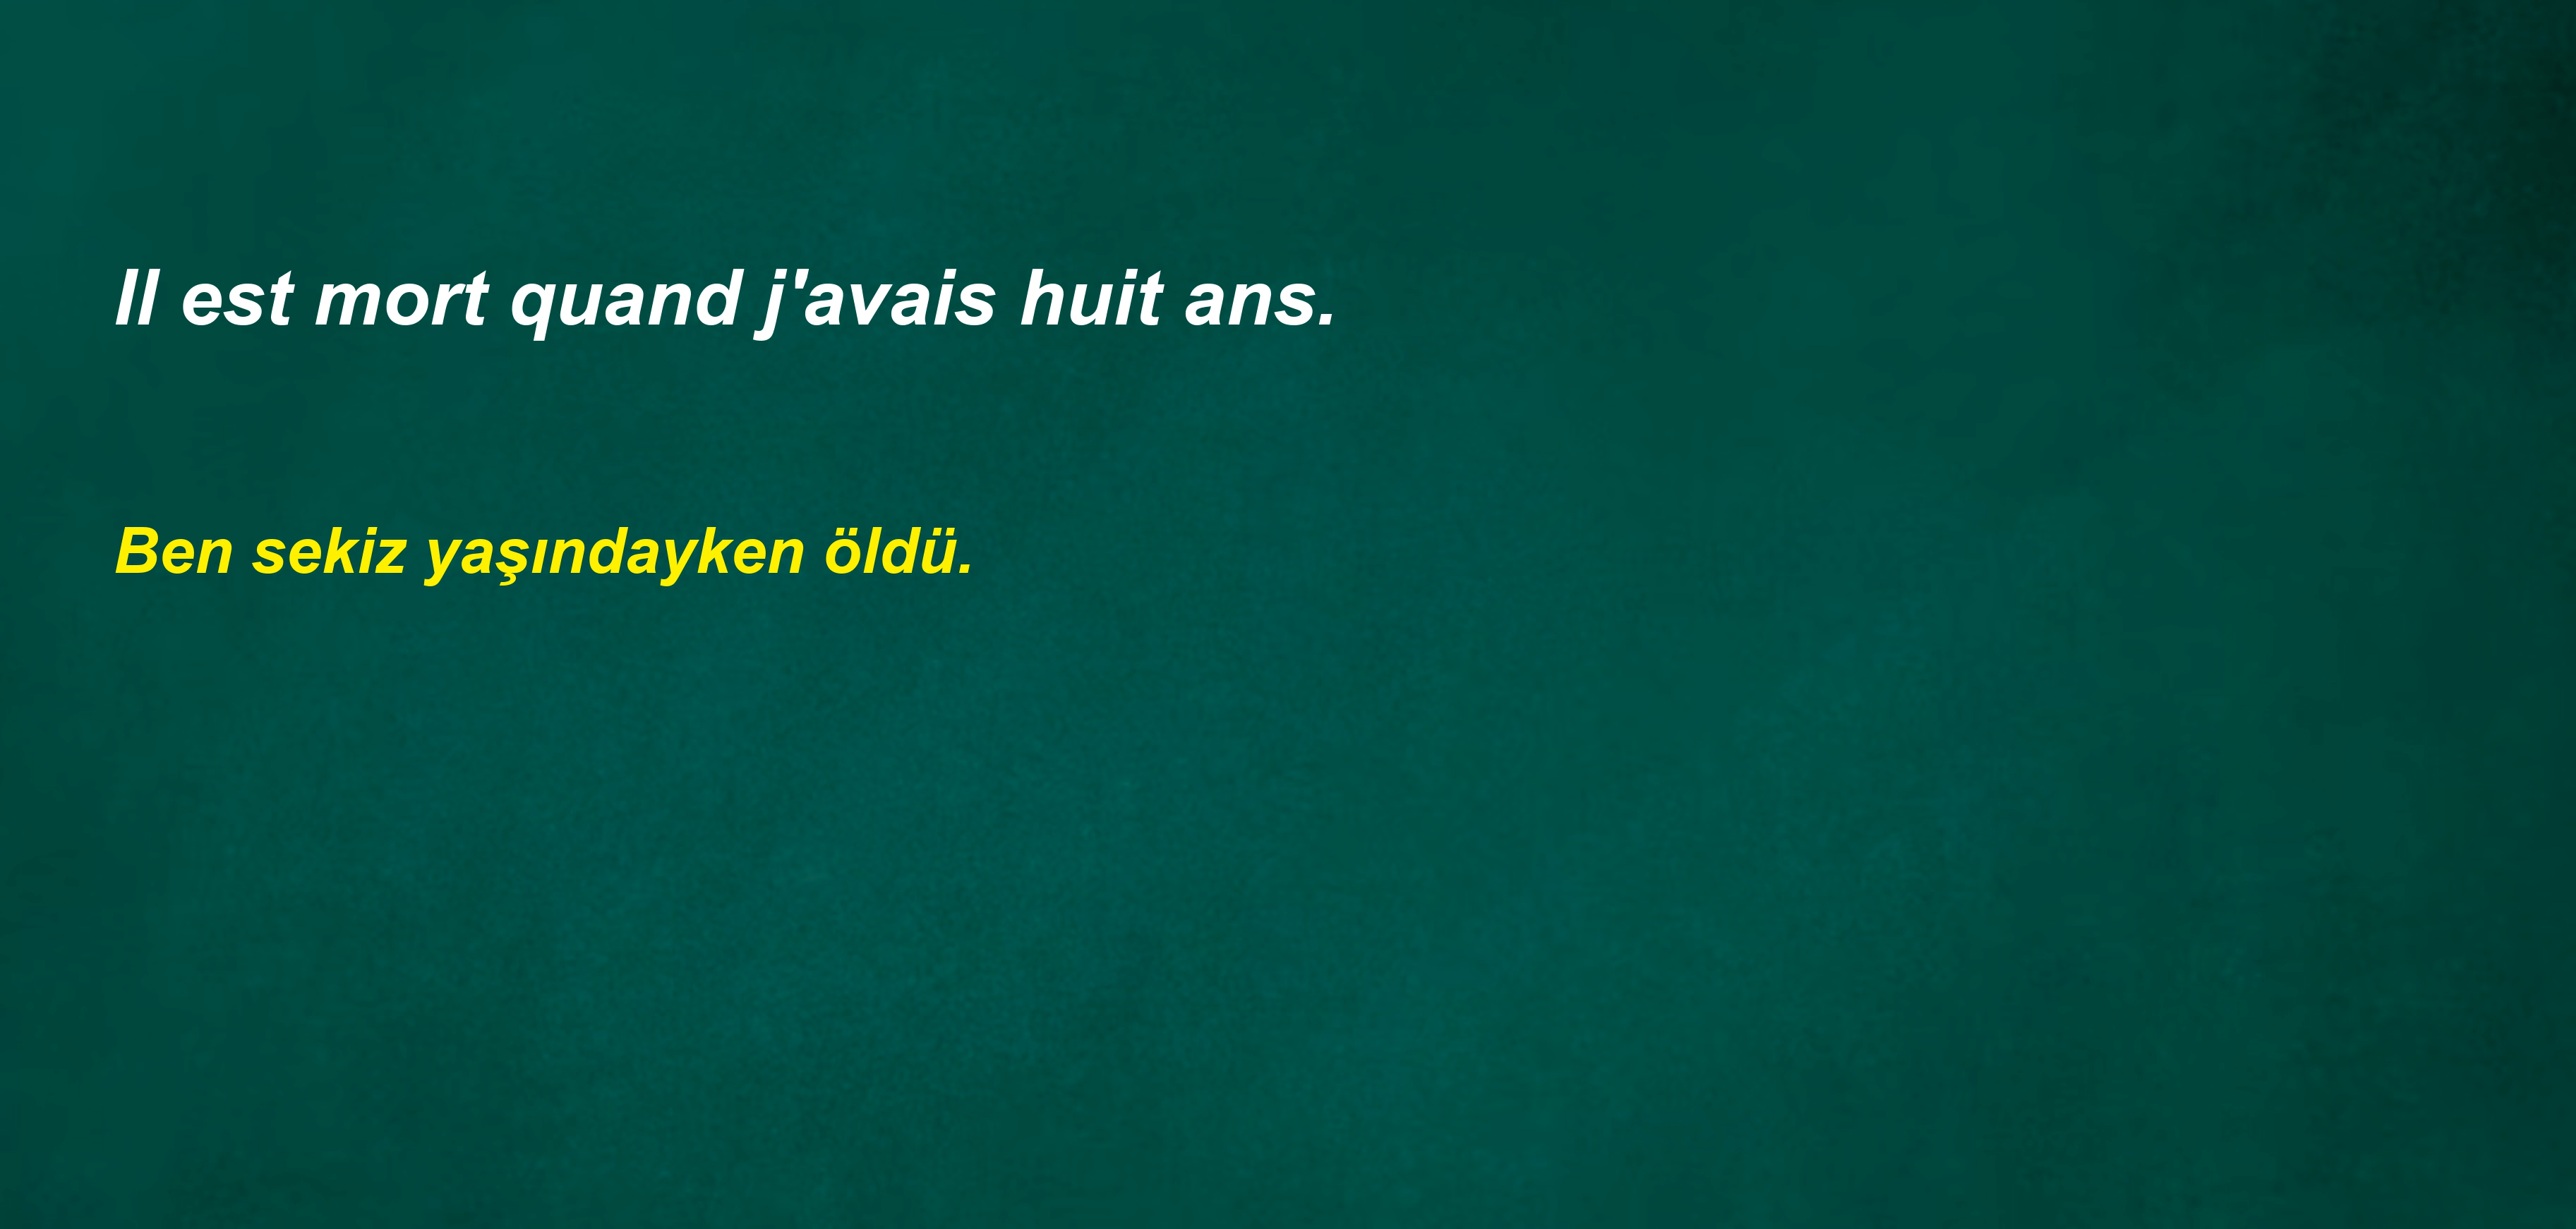 Il est mort quand j'avais huit ans.
Ben sekiz yaşındayken öldü.